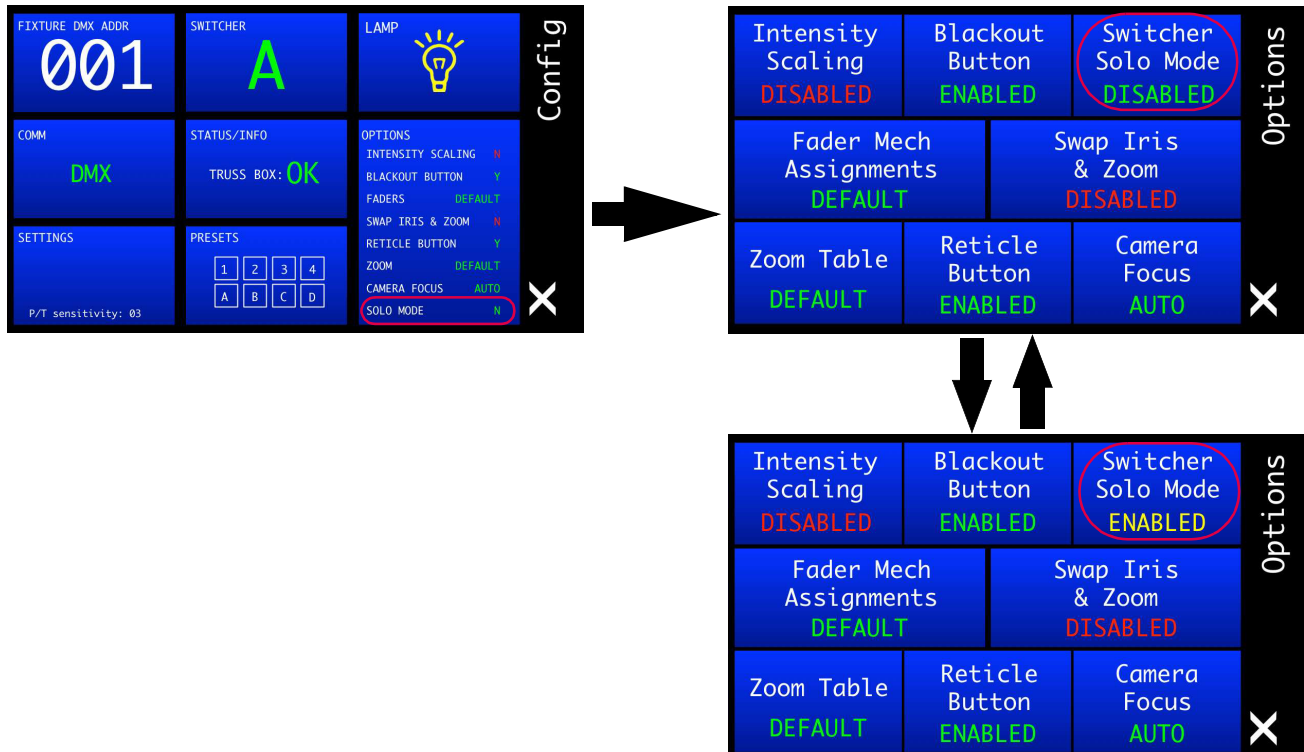 FIXTURE DMX ADDR
001
SWITCHER
A
LAMP
Config
COMM
DMX
STATUS/INFO
TRUSS BOX: OK
OPTIONS
INTENSITY SCALING N
BLACKOUT BUTTON Y
FADERS DEFAULT
SWAP IRIS & ZOOM N
RETICLE BUTTON Y
ZOOM DEFAULT
CAMERA FOCUS AUTO
SOLO MODE N
SETTINGS
P/T sensitivity: 03
PRESETS
1 2 3 4
A B C D
X
Intensity
Scaling
DISABLED
Blackout
Button
ENABLED
Switcher
Solo Mode
DISABLED
Options
Fader Mech
Assignments
DEFAULT
Swap Iris
& Zoom
DISABLED
Zoom Table
DEFAULT
Reticle
Button
ENABLED
Camera
Focus
AUTO
X
Intensity
Scaling
DISABLED
Blackout
Button
ENABLED
Switcher
Solo Mode
ENABLED
Options
Fader Mech
Assignments
DEFAULT
Swap Iris
& Zoom
DISABLED
Zoom Table
DEFAULT
Reticle
Button
ENABLED
Camera
Focus
AUTO
X